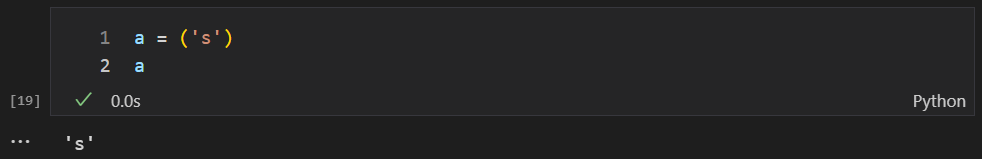 1 a = ('s')
2 a
[19] ✓ 0.0s Python
... 's'